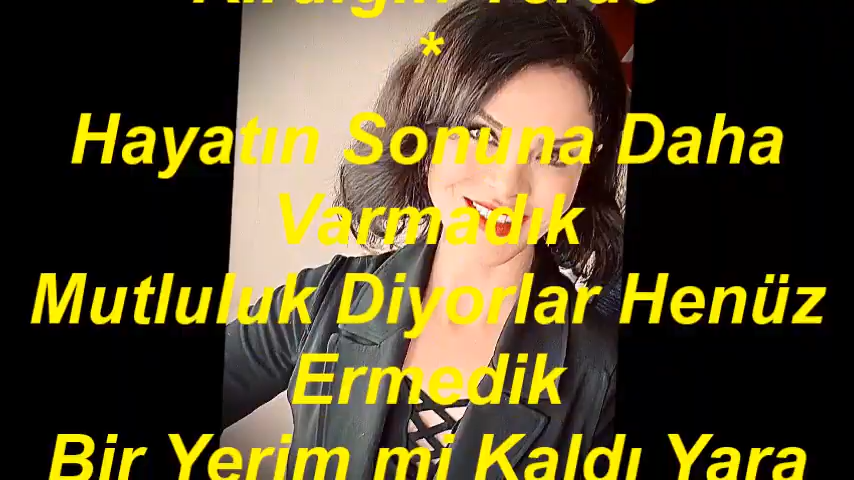 *
Hayatın Sonuna Daha
Varmadık
Mutluluk Diyorlar Henüz
Ermedik
Bir Yerim mi Kaldı Yara